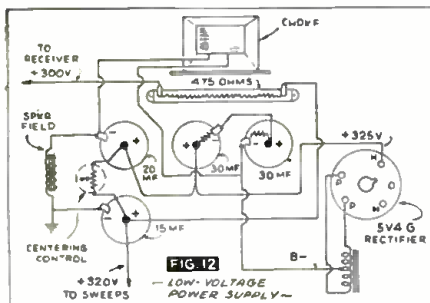 CHOKE
TO
RECEIVER
+300V
475 OHMS
SPKR
FIELD
+325V
20
MF
30
MF
30
MF
15 MF
H
P
P
H
5V4G
RECTIFIER
CENTERING
CONTROL
B-
+320V
TO SWEEPS
FIG. 12
- LOW-VOLTAGE
POWER SUPPLY ~